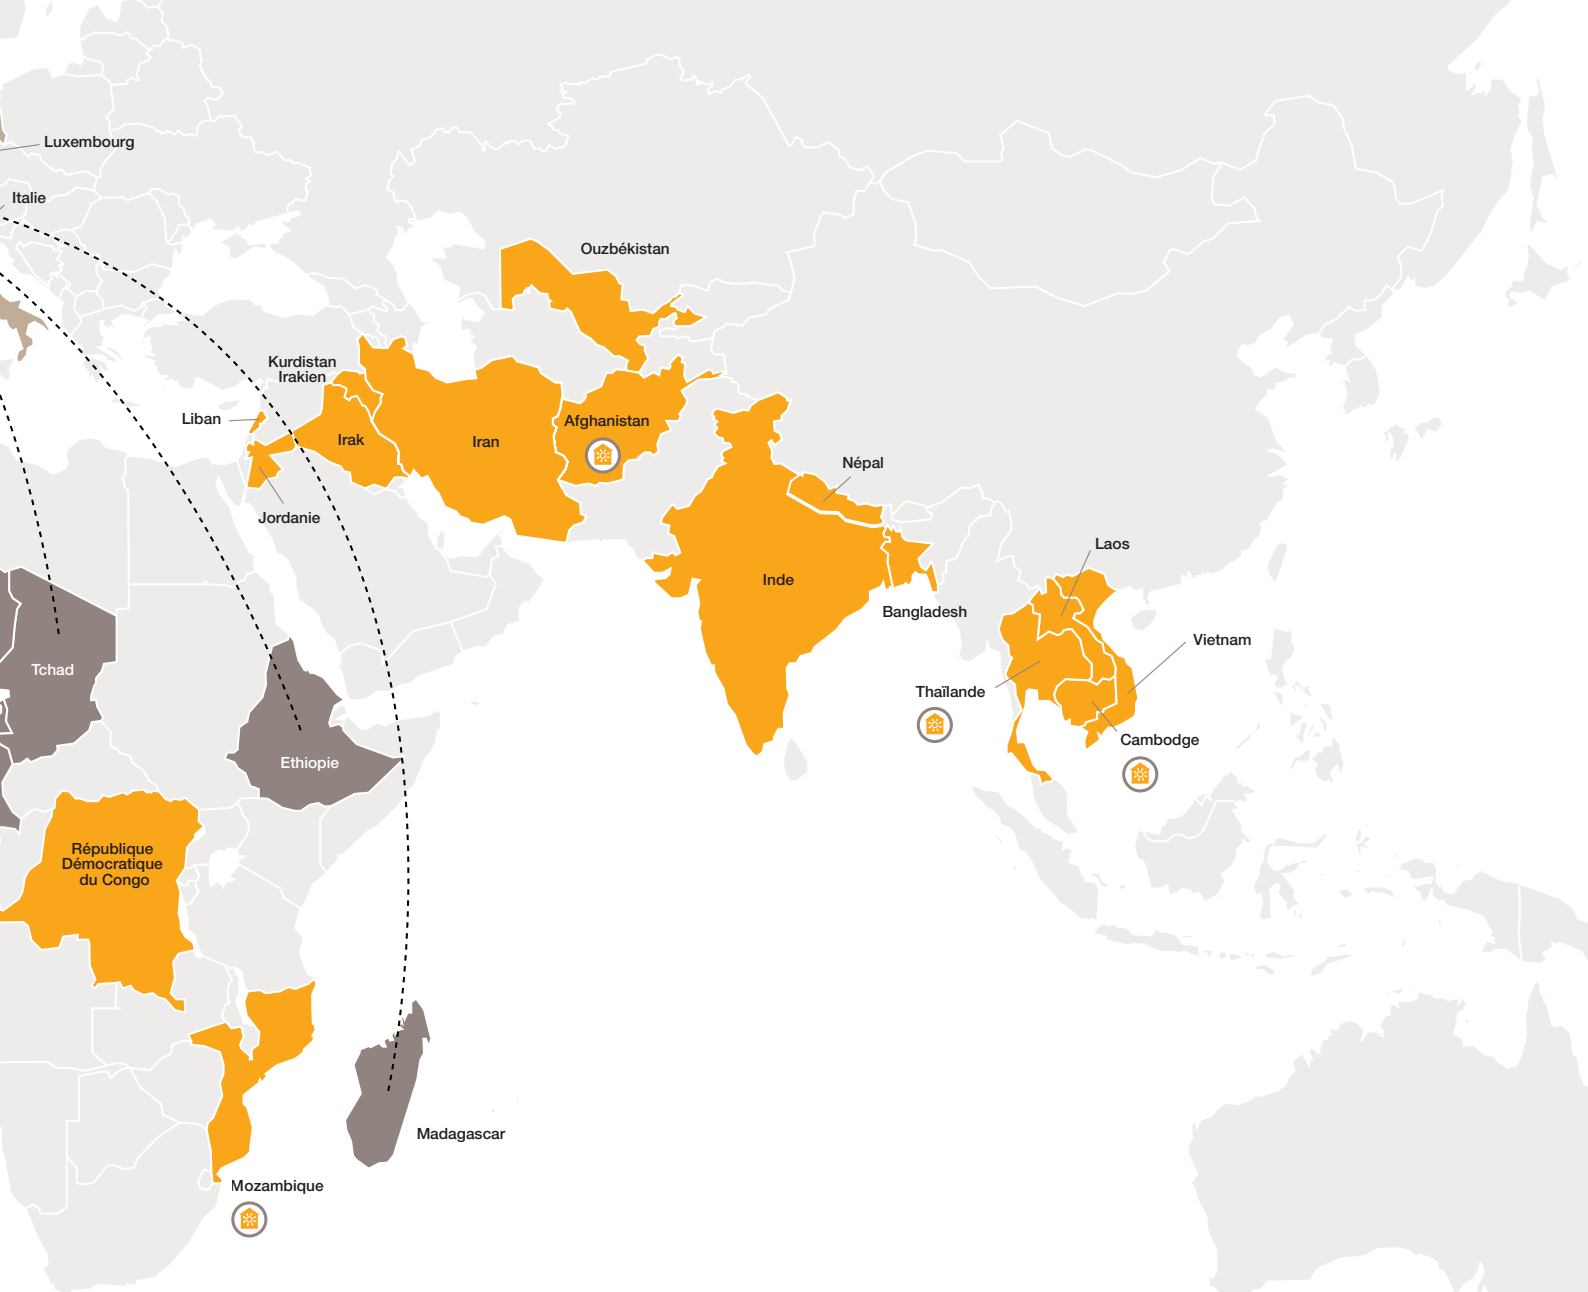 Luxembourg
Italie
Ouzbékistan
Kurdistan
Irakien
Liban
Afghanistan
Irak
Iran
Népal
Jordanie
Laos
Inde
Bangladesh
Vietnam
Tchad
Thaïlande
Cambodge
Ethiopie
République
Démocratique
du Congo
Madagascar
Mozambique